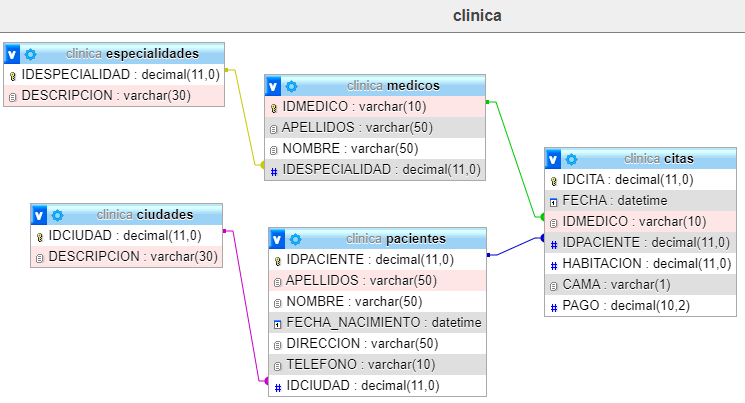 clinica
clinica especialidades
IDESPECIALIDAD : decimal(11,0)
DESCRIPCION : varchar(30)
clinica medicos
IDMEDICO : varchar(10)
APELLIDOS : varchar(50)
NOMBRE : varchar(50)
# IDESPECIALIDAD : decimal(11,0)
clinica ciudades
IDCIUDAD : decimal(11,0)
DESCRIPCION : varchar(30)
clinica pacientes
IDPACIENTE : decimal(11,0)
APELLIDOS : varchar(50)
NOMBRE : varchar(50)
FECHA_NACIMIENTO : datetime
DIRECCION : varchar(50)
TELEFONO : varchar(10)
# IDCIUDAD : decimal(11,0)
clinica citas
IDCITA : decimal(11,0)
FECHA : datetime
IDMEDICO : varchar(10)
# IDPACIENTE : decimal(11,0)
# HABITACION : decimal(11,0)
CAMA : varchar(1)
# PAGO : decimal(10,2)